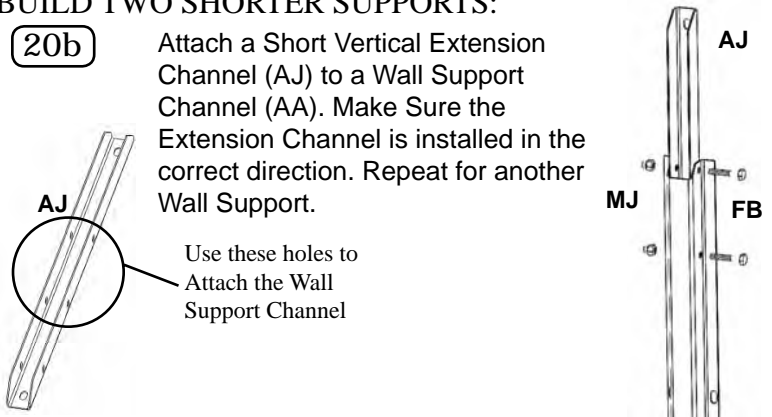 BUILD TWO SHORTER SUPPORTS:
20b
Attach a Short Vertical Extension
Channel (AJ) to a Wall Support
Channel (AA). Make Sure the
Extension Channel is installed in the
correct direction. Repeat for another
Wall Support.
AJ
Use these holes to
Attach the Wall
Support Channel
AJ
MJ
FB